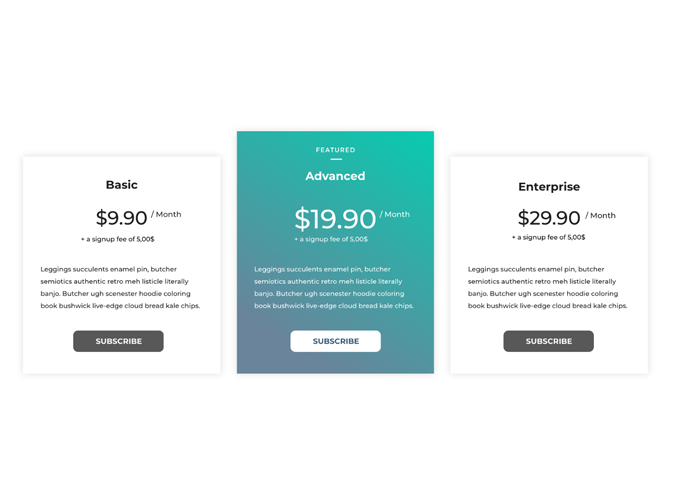 Basic
$9.90 / Month
+ a signup fee of 5,00$
Leggings succulents enamel pin, butcher
semiotics authentic retro meh listicle literally
banjo. Butcher ugh scenester hoodie coloring
book bushwick live-edge cloud bread kale chips.
SUBSCRIBE
FEATURED
Advanced
$19.90 / Month
+ a signup fee of 5,00$
Leggings succulents enamel pin, butcher
semiotics authentic retro meh listicle literally
banjo. Butcher ugh scenester hoodie coloring
book bushwick live-edge cloud bread kale chips.
SUBSCRIBE
Enterprise
$29.90 / Month
+ a signup fee of 5,00$
Leggings succulents enamel pin, butcher
semiotics authentic retro meh listicle literally
banjo. Butcher ugh scenester hoodie coloring
book bushwick live-edge cloud bread kale chips.
SUBSCRIBE